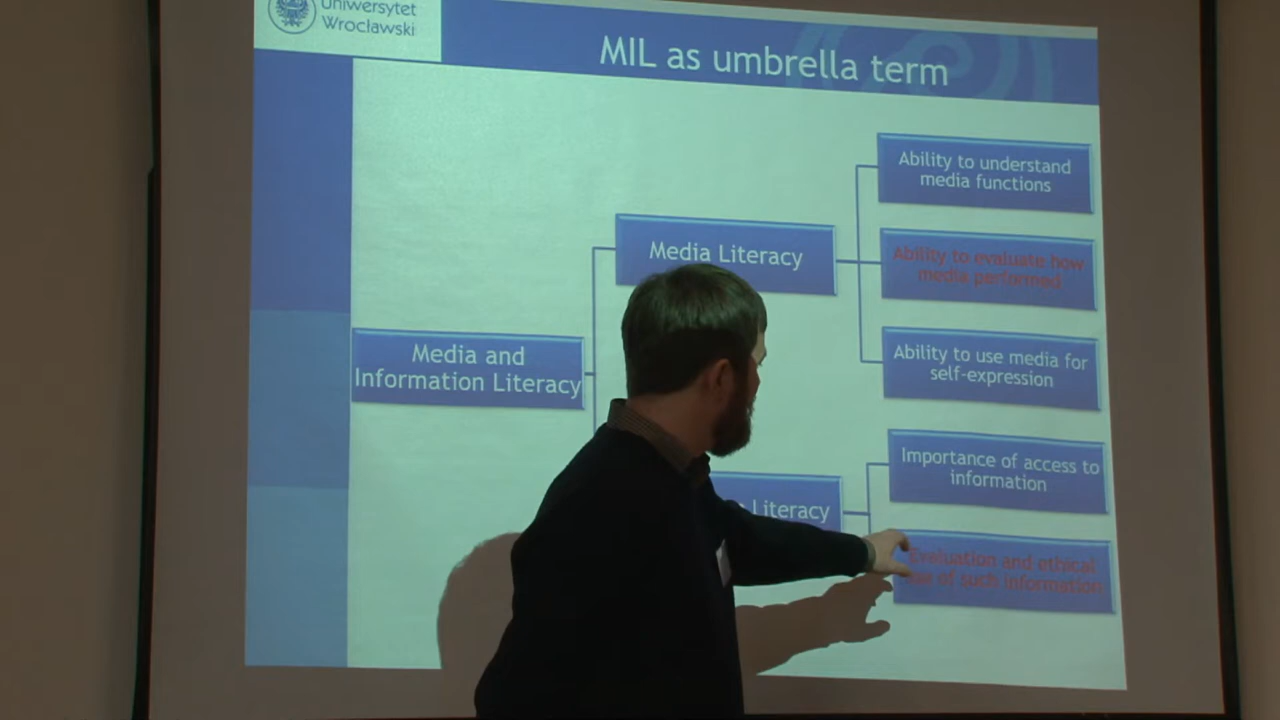 Uniwersytet
Wrocławski
MIL as umbrella term
Ability to understand
media functions
Media Literacy
Ability to evaluate how
media performed
Media and
Information Literacy
Ability to use media for
self-expression
Importance of access to
information
Literacy
Evaluation and ethical
of such information